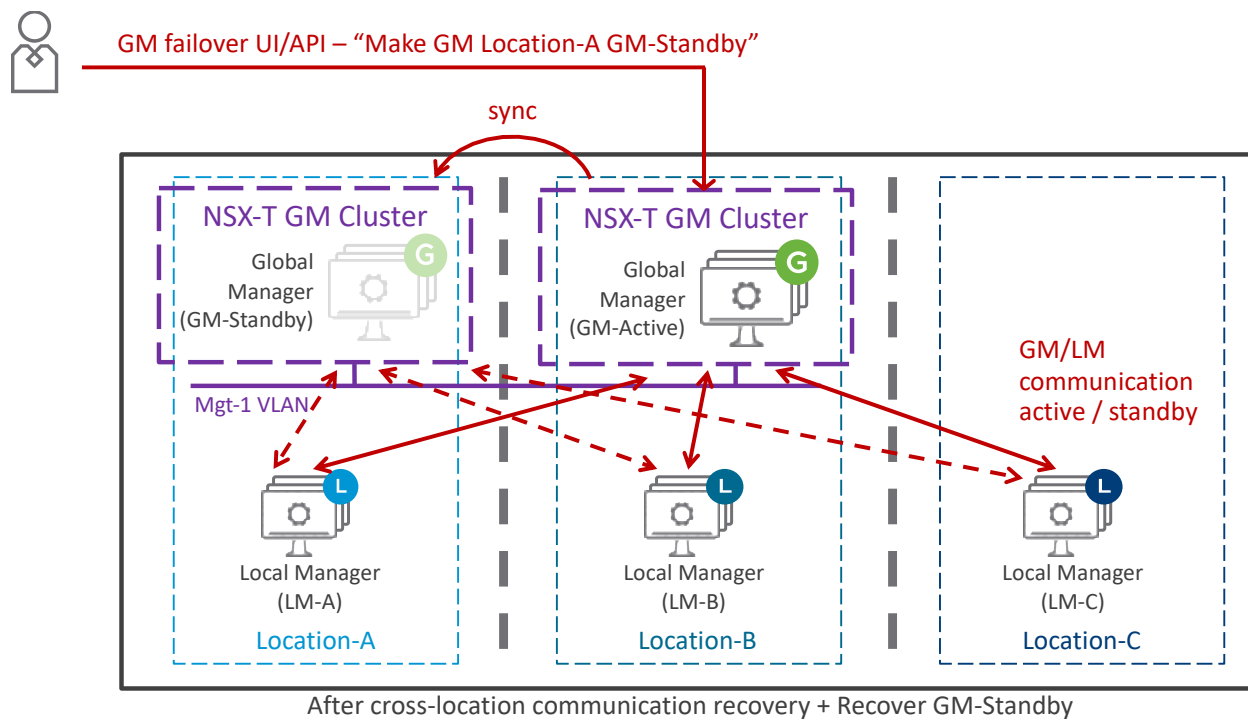 GM failover UI/API – “Make GM Location-A GM-Standby”
sync
NSX-T GM Cluster
Global
Manager
(GM-Standby)
G
NSX-T GM Cluster
Global
Manager
(GM-Active)
G
GM/LM
communication
active / standby
Mgt-1 VLAN
L
Local Manager
(LM-A)
Location-A
L
Local Manager
(LM-B)
Location-B
L
Local Manager
(LM-C)
Location-C
After cross-location communication recovery + Recover GM-Standby